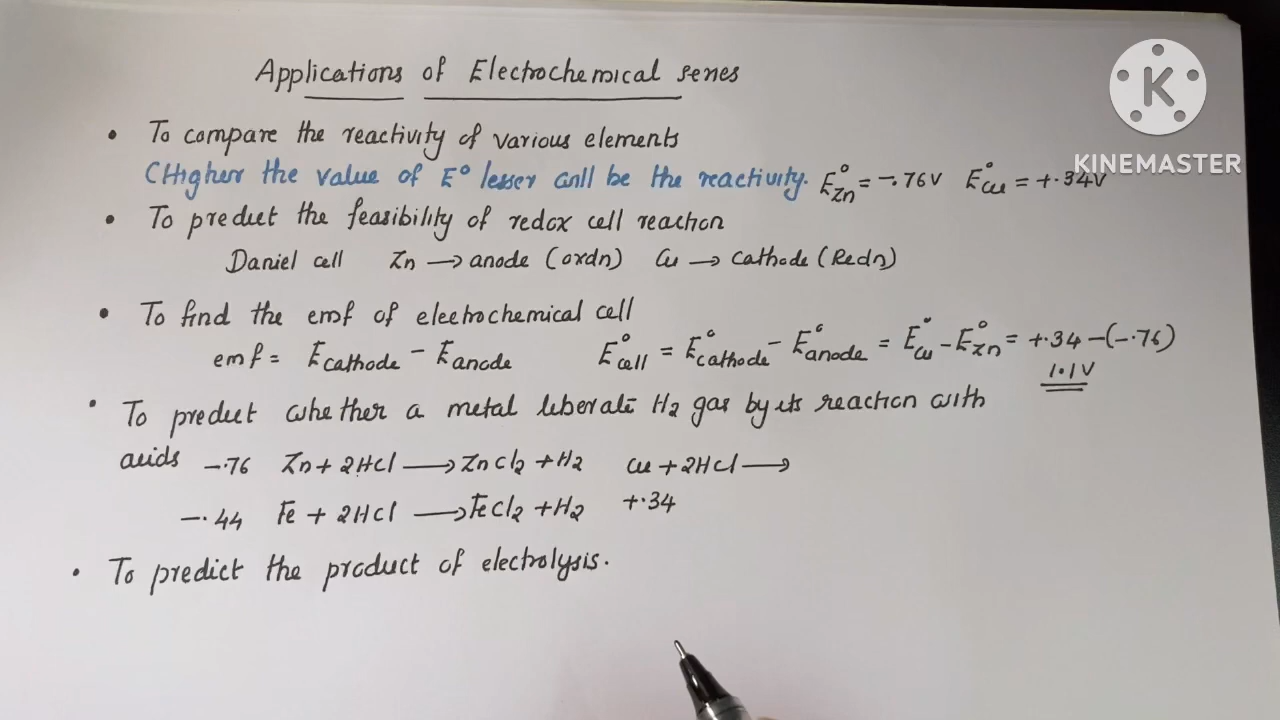 Applications of Electrochemical series
• To compare the reactivity of various elements
(Higher the value of E° lesser will be the reactivity. E°Zn = -.76V E°Cu = +.34V
• To predict the feasibility of redox cell reaction
Daniel cell Zn → anode (oxdn) Cu → cathode (Redn)
• To find the emf of electrochemical cell
emf = Ecathode - Eanode E°cell = E°cathode - E°anode = E°Cu - E°Zn = +.34 -(-.76)
1.1V
• To predict whether a metal liberate H2 gas by its reaction with
acids -.76 Zn + 2HCl → ZnCl2 + H2 Cu + 2HCl →
-.44 Fe + 2HCl → FeCl2 + H2 +.34
• To predict the product of electrolysis.
K
KINEMASTER